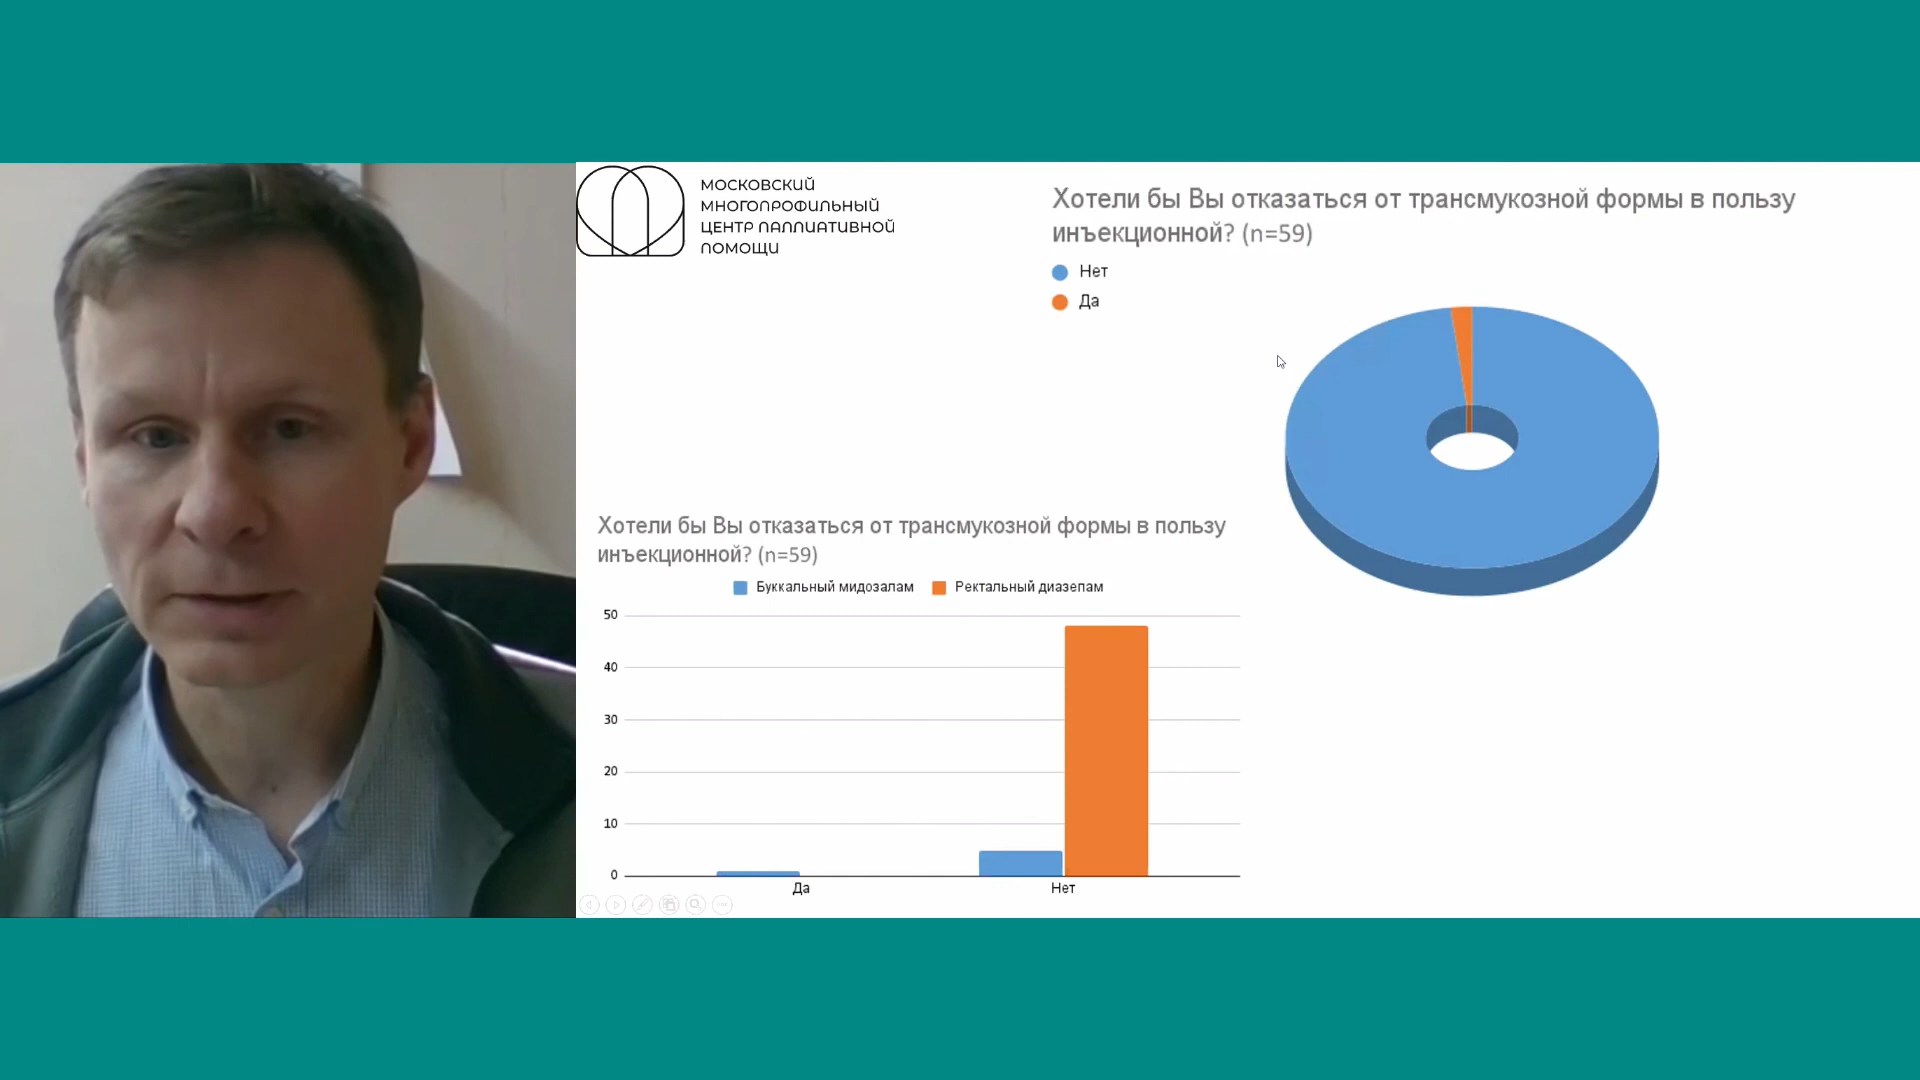 МОСКОВСКИЙ
МНОГОПРОФИЛЬНЫЙ
ЦЕНТР ПАЛЛИАТИВНОЙ
ПОМОЩИ
Хотели бы Вы отказаться от трансмукозной формы в пользу
инъекционной? (n=59)
Нет
Да
Хотели бы Вы отказаться от трансмукозной формы в пользу
инъекционной? (n=59)
Буккальный мидозалам Ректальный диазепам
50
40
30
20
10
0
Да Нет